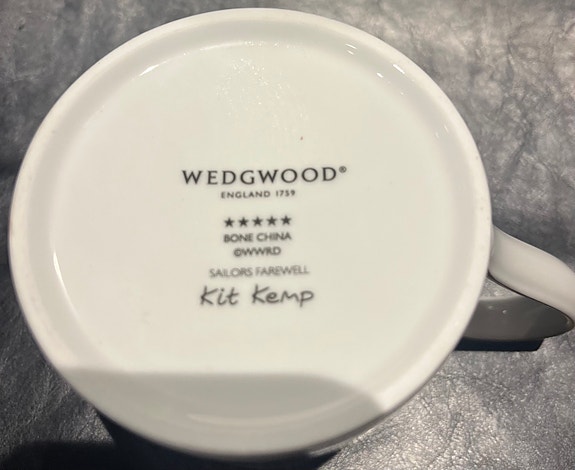 WEDGWOOD®
ENGLAND 1759
★★★★★
BONE CHINA
©WWRD
SAILORS FAREWELL
Kit Kemp